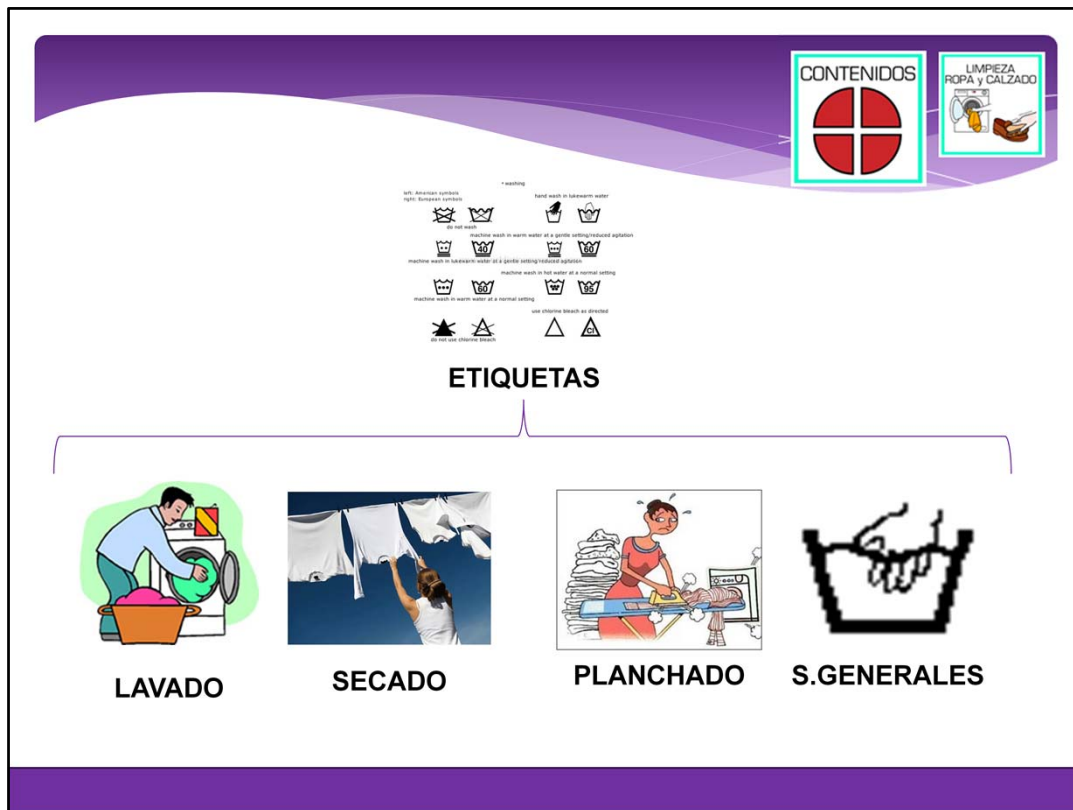 CONTENIDOS
LIMPIEZA
ROPA y CALZADO
• washing
left: American symbols
right: European symbols
hand wash in lukewarm water
do not wash
machine wash in warm water at a gentle setting/reduced agitation
40
60
machine wash in lukewarm water at a gentle setting/reduced agitation
machine wash in hot water at a normal setting
60
95
machine wash in warm water at a normal setting
use chlorine bleach as directed
Cl
do not use chlorine bleach
ETIQUETAS
LAVADO
SECADO
PLANCHADO
S.GENERALES